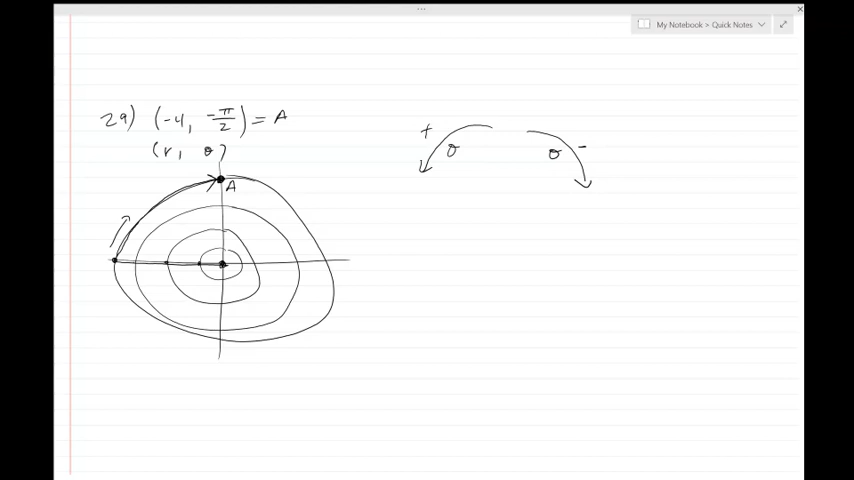 My Notebook > Quick Notes
29) (-4, -π/2) = A
(r, θ)
+ θ
θ -
A